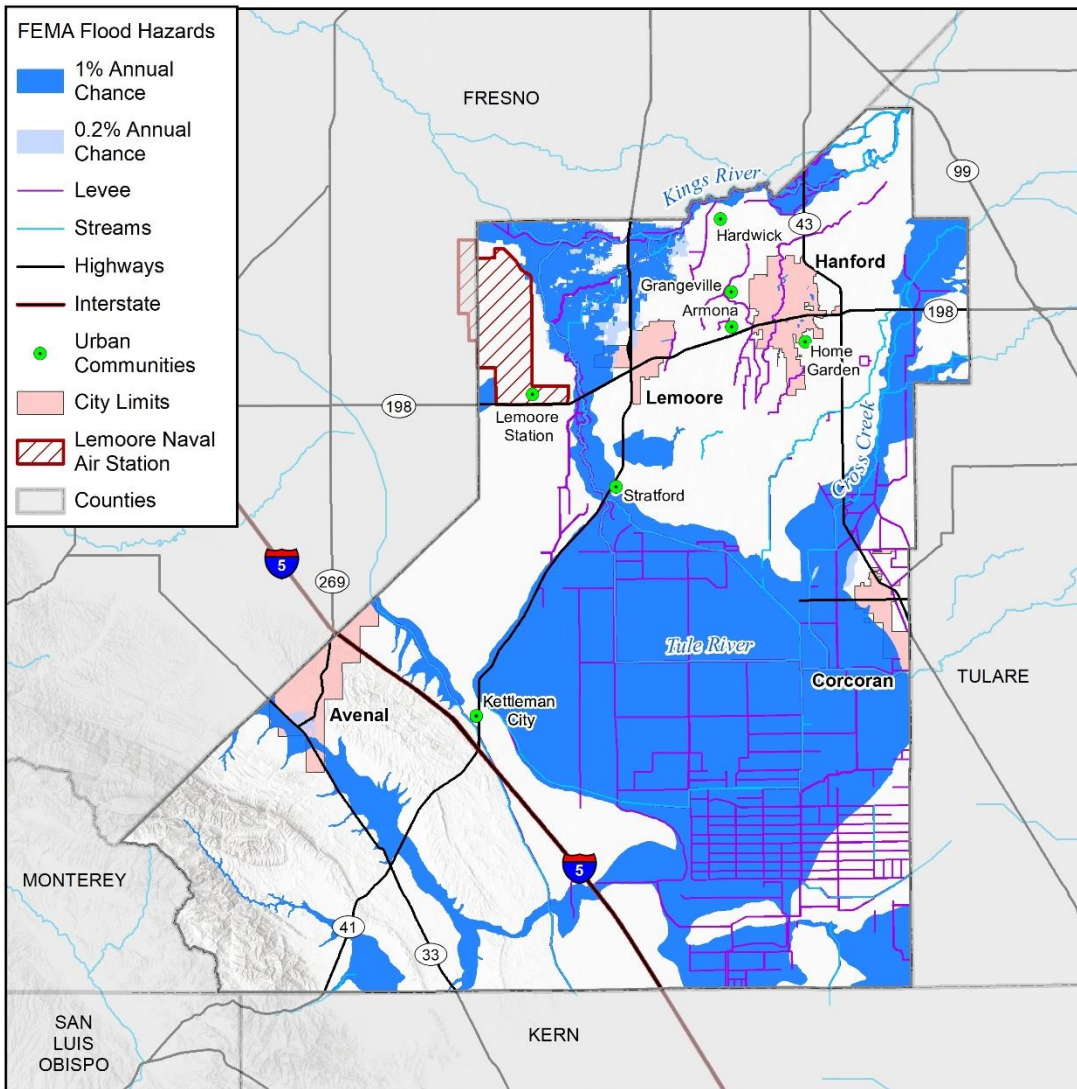 FEMA Flood Hazards
1% Annual
Chance
0.2% Annual
Chance
Levee
Streams
Highways
Interstate
Urban
Communities
City Limits
Lemoore Naval
Air Station
Counties
FRESNO
99
Kings River
Hardwick
43
Hanford
Grangeville
Armona
198
Home
Garden
Lemoore
198
Lemoore
Station
Cross Creek
Stratford
5
269
Tule River
Corcoran
TULARE
Kettleman
City
Avenal
5
MONTEREY
41
33
SAN
LUIS
OBISPO
KERN